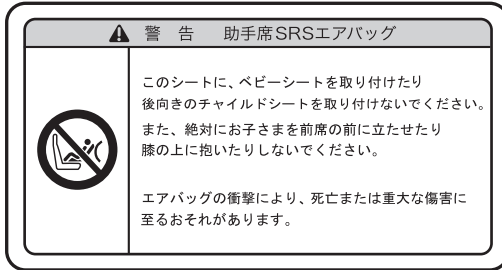 警 告　助手席SRSエアバッグ
このシートに、ベビーシートを取り付けたり
後向きのチャイルドシートを取り付けないでください。
また、絶対にお子さまを前席の前に立たせたり
膝の上に抱いたりしないでください。
エアバッグの衝撃により、死亡または重大な傷害に
至るおそれがあります。